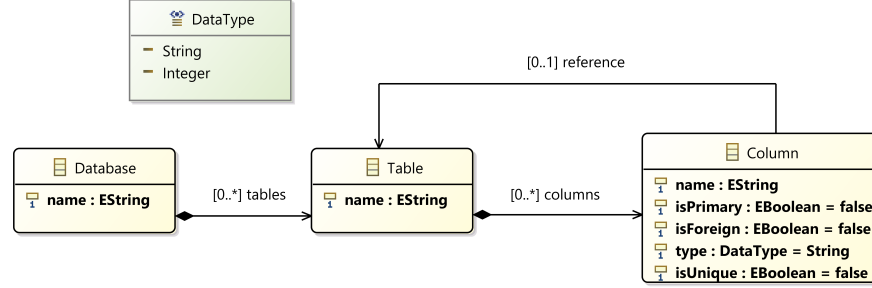 DataType
String
Integer
[0..1] reference
Database
name : EString
[0..*] tables
Table
name : EString
[0..*] columns
Column
name : EString
isPrimary : EBoolean = false
isForeign : EBoolean = false
type : DataType = String
isUnique : EBoolean = false